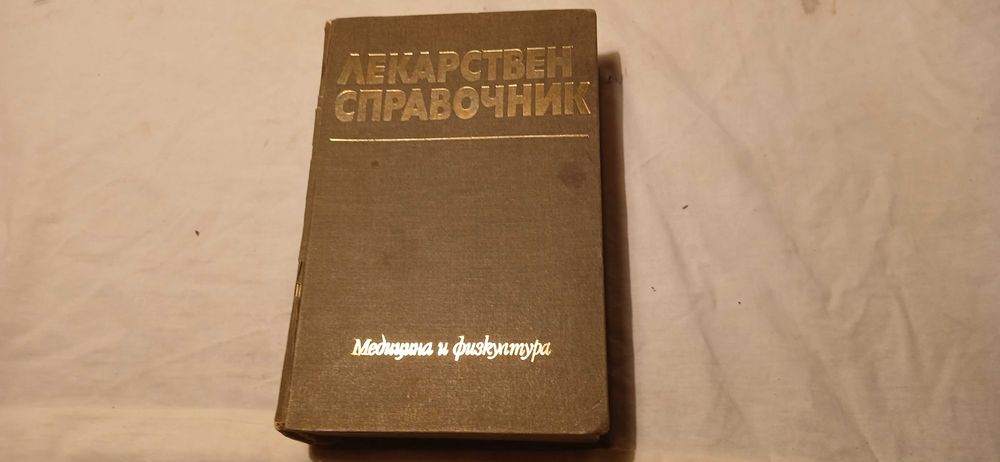 ЛЕКАРСТВЕН
СПРАВОЧНИК
Медицина и физкултура